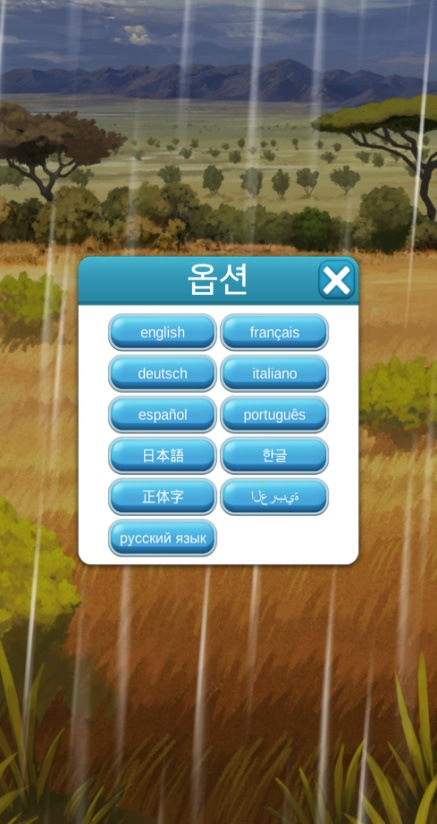 옵션
english
français
deutsch
italiano
español
português
日本語
한글
正体字
العربية
русский язык